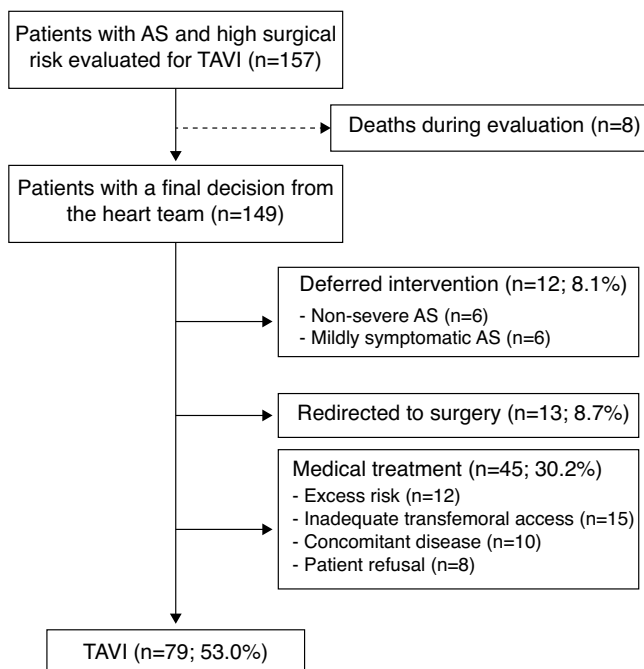 Patients with AS and high surgical
risk evaluated for TAVI (n=157)
Deaths during evaluation (n=8)
Patients with a final decision from
the heart team (n=149)
Deferred intervention (n=12; 8.1%)
- Non-severe AS (n=6)
- Mildly symptomatic AS (n=6)
Redirected to surgery (n=13; 8.7%)
Medical treatment (n=45; 30.2%)
- Excess risk (n=12)
- Inadequate transfemoral access (n=15)
- Concomitant disease (n=10)
- Patient refusal (n=8)
TAVI (n=79; 53.0%)